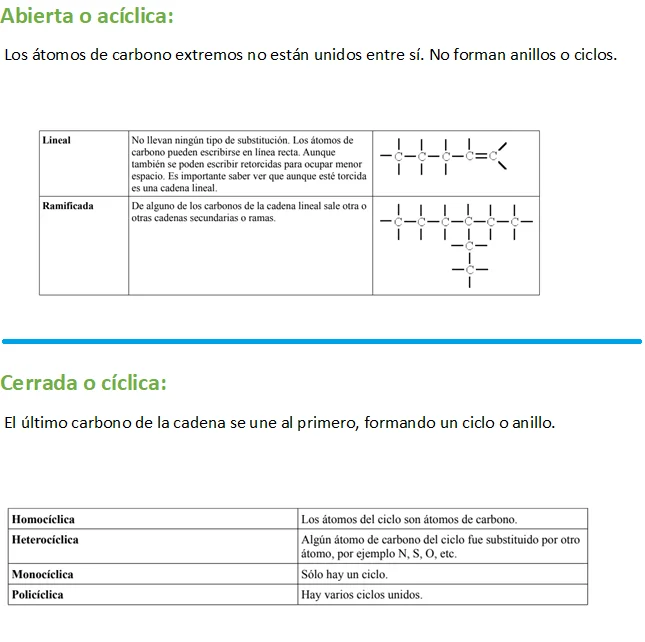 Abierta o acíclica:
Los átomos de carbono extremos no están unidos entre sí. No forman anillos o ciclos.
Lineal
No llevan ningún tipo de substitución. Los átomos de
carbono pueden escribirse en línea recta. Aunque
también se poden escribir retorcidas para ocupar menor
espacio. Es importante saber ver que aunque esté torcida
es una cadena lineal.
C C C C=C
Ramificada
De alguno de los carbonos de la cadena lineal sale otra o
otras cadenas secundarias o ramas.
C C C C C C
C
C
Cerrada o cíclica:
El último carbono de la cadena se une al primero, formando un ciclo o anillo.
Homocíclica
Los átomos del ciclo son átomos de carbono.
Heterocíclica
Algún átomo de carbono del ciclo fue substituido por otro
átomo, por ejemplo N, S, O, etc.
Monocíclica
Sólo hay un ciclo.
Policíclica
Hay varios ciclos unidos.